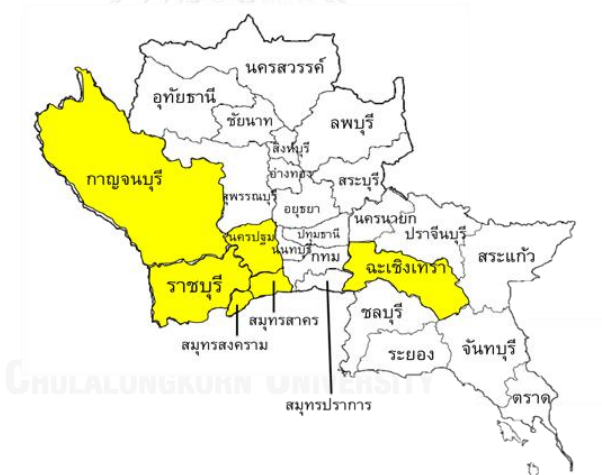 นครสวรรค์
อุทัยธานี
ชัยนาท
ลพบุรี
สิงห์บุรี
กาญจนบุรี
อ่างทอง
สระบุรี
สุพรรณบุรี
อยุธยา
นครนายก
นครปฐม
ปทุมธานี
ปราจีนบุรี
นนทบุรี
กทม
สระแก้ว
ฉะเชิงเทรา
ราชบุรี
สมุทรสาคร
ชลบุรี
สมุทรสงคราม
ระยอง
จันทบุรี
CHULALONGKORN UNIVERSITY
ตราด
สมุทรปราการ